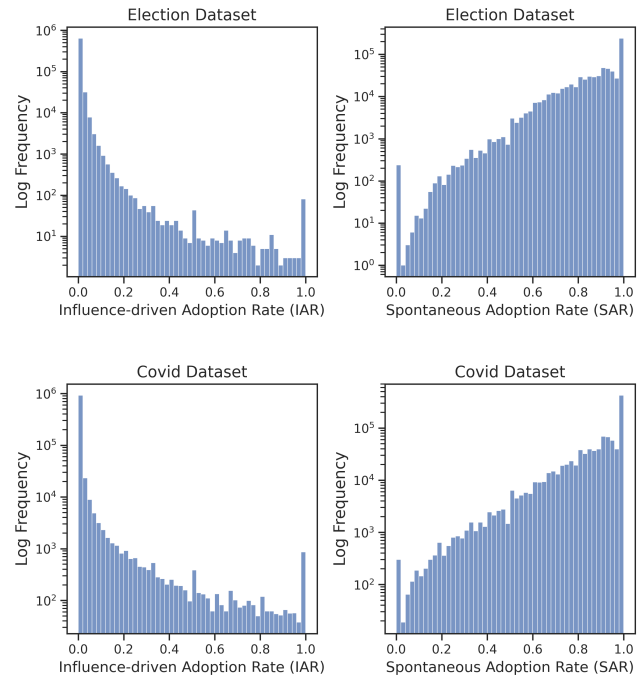 Election Dataset
Log Frequency
10^6
10^5
10^4
10^3
10^2
10^1
0.0 0.2 0.4 0.6 0.8 1.0
Influence-driven Adoption Rate (IAR)
Election Dataset
Log Frequency
10^5
10^4
10^3
10^2
10^1
10^0
0.0 0.2 0.4 0.6 0.8 1.0
Spontaneous Adoption Rate (SAR)
Covid Dataset
Log Frequency
10^6
10^5
10^4
10^3
10^2
0.0 0.2 0.4 0.6 0.8 1.0
Influence-driven Adoption Rate (IAR)
Covid Dataset
Log Frequency
10^5
10^4
10^3
10^2
0.0 0.2 0.4 0.6 0.8 1.0
Spontaneous Adoption Rate (SAR)